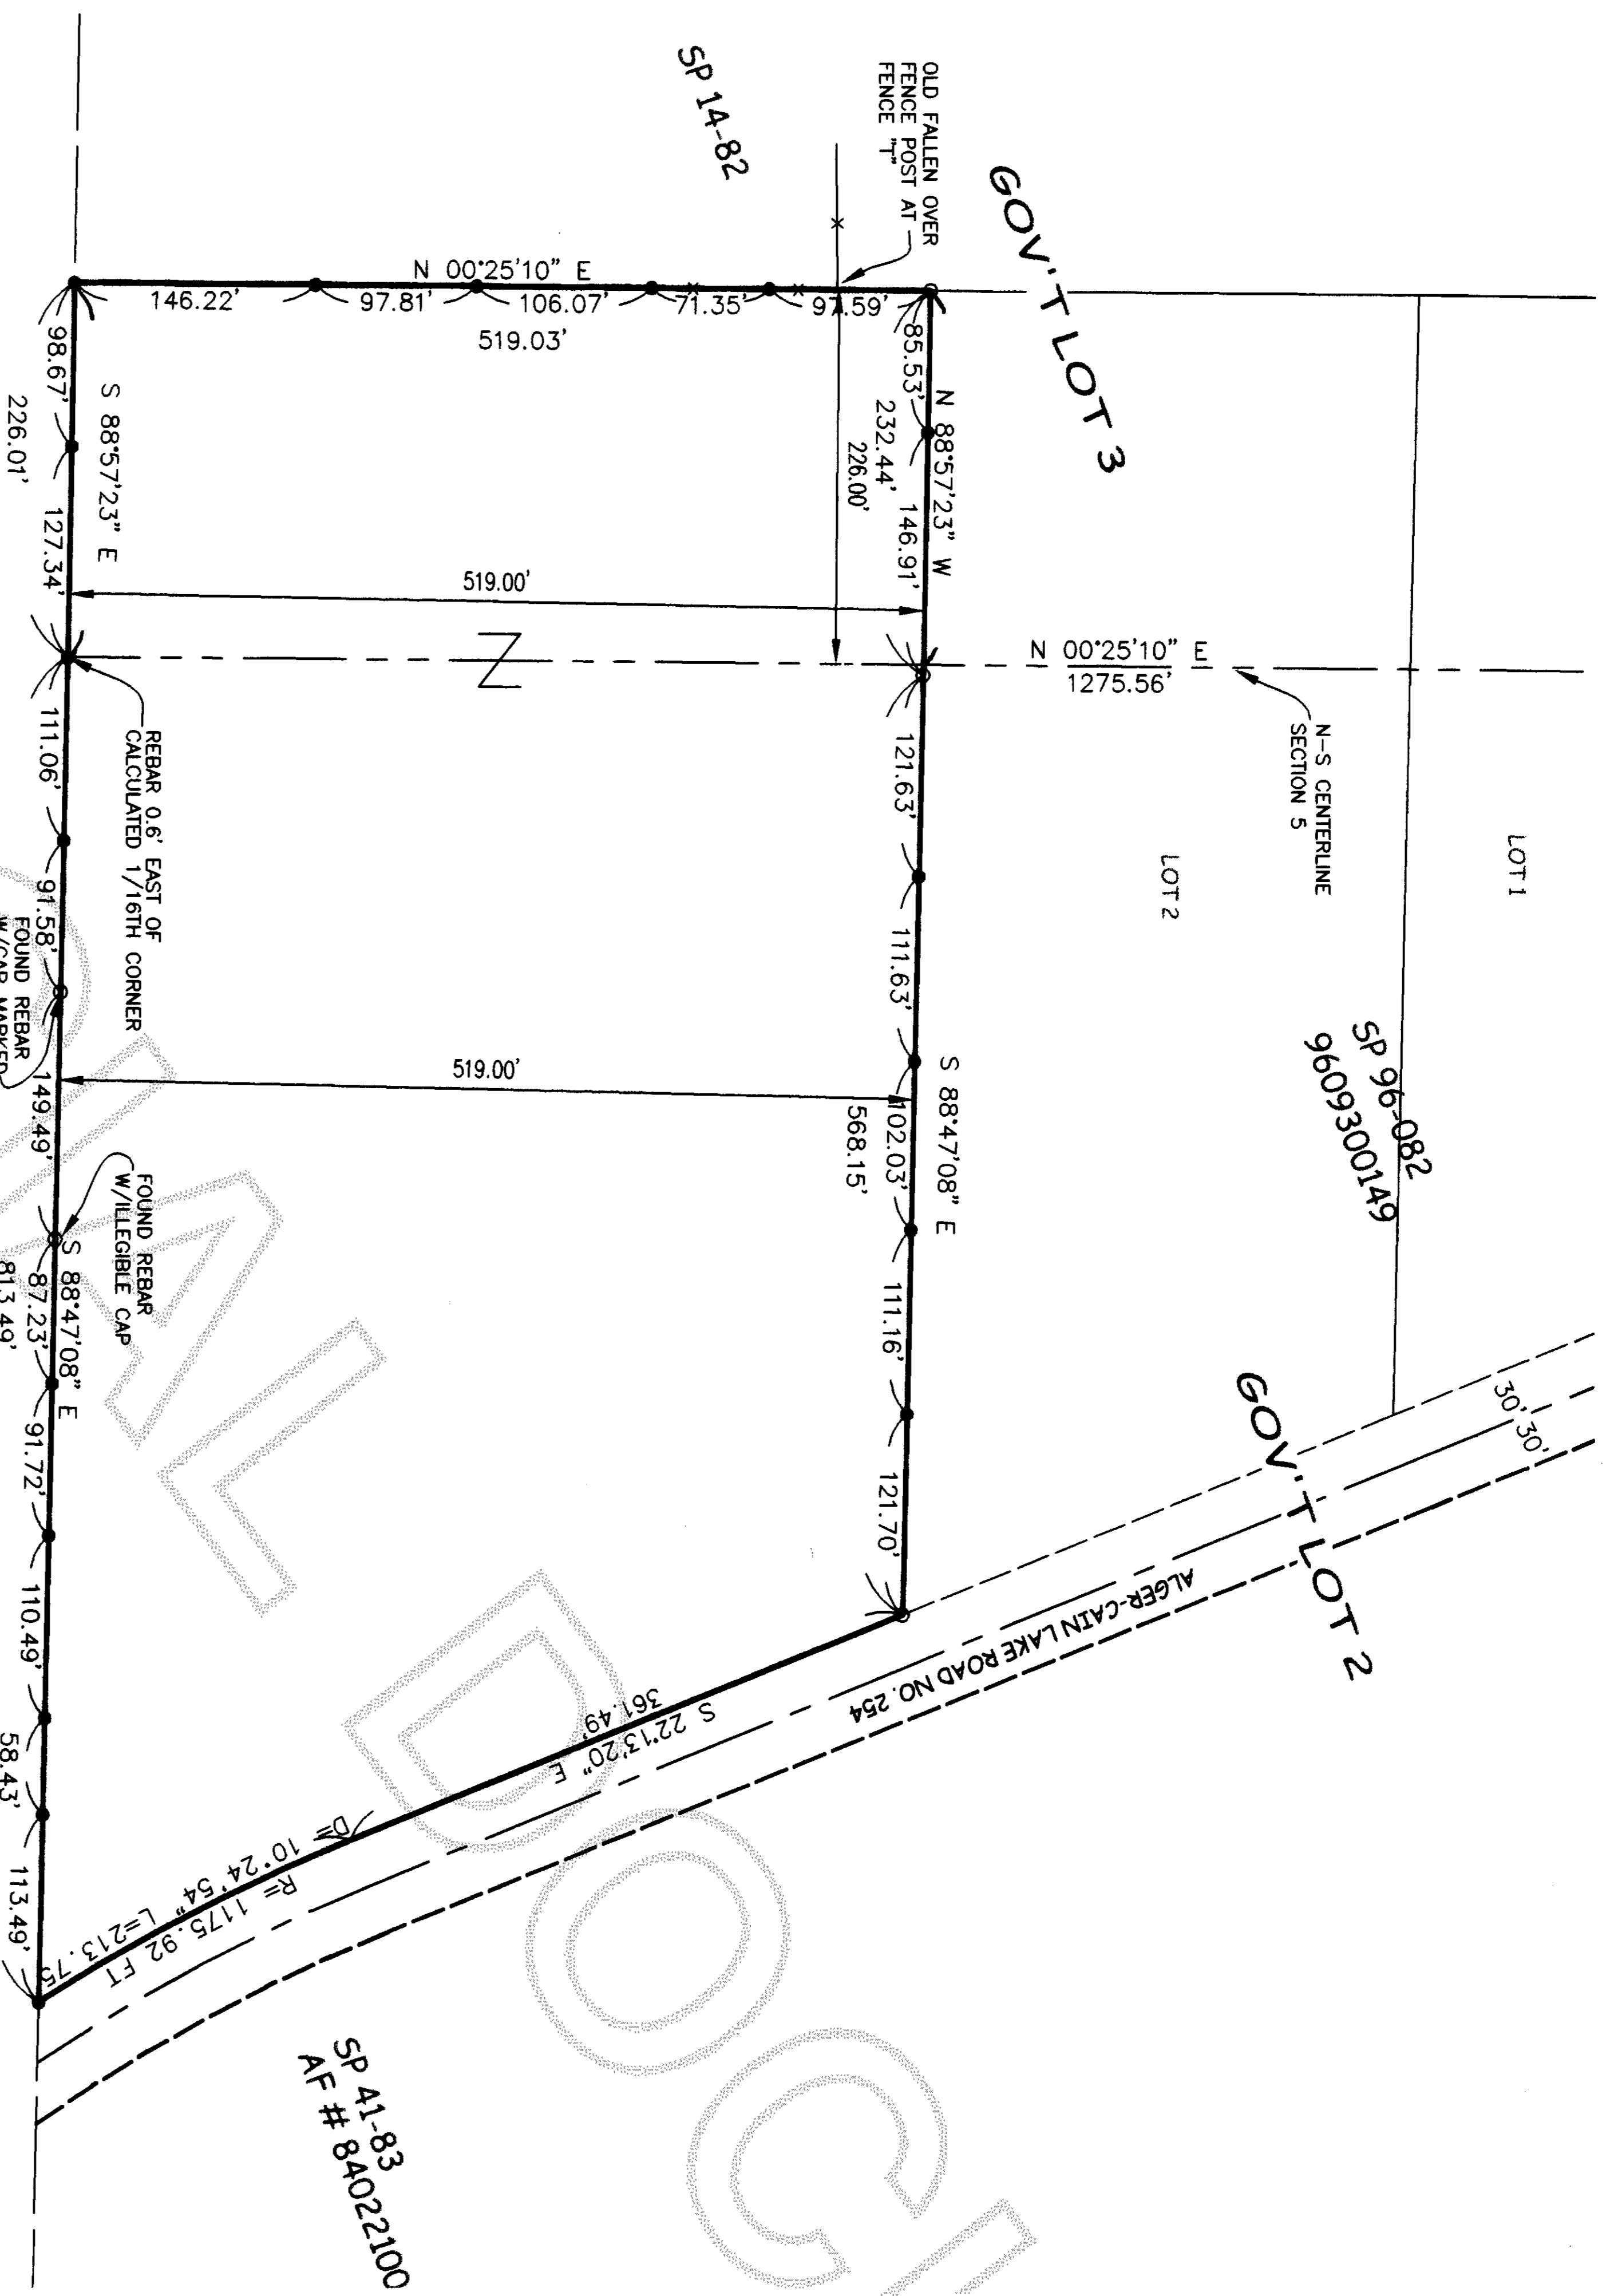 OLD FALLEN OVER
FENCE POST AT
FENCE "T"
SP 14-82
GOV'T LOT 3
N 00°25'10" E
146.22'
97.81'
106.07'
71.35'
97.59'
519.03'
85.53'
N 88°57'23" W
232.44'
146.91'
226.00'
98.67'
S 88°57'23" E
127.34'
226.01'
519.00'
N 00°25'10" E
1275.56'
N-S CENTERLINE
SECTION 5
LOT 1
LOT 2
REBAR 0.6' EAST OF
CALCULATED 1/16TH CORNER
111.06'
91.58'
FOUND REBAR
W/CAP MARKED
149.49'
121.63'
111.63'
S 88°47'08" E
102.03'
568.15'
111.16'
121.70'
519.00'
SP 96-082
9609300149
FOUND REBAR
W/ILLEGIBLE CAP
S 88°47'08" E
87.23'
813.49'
91.72'
110.49'
58.43'
113.49'
GOV'T LOT 2
30' 30'
ALGER-CAIN LAKE ROAD NO. 254
S 22°13'20" E
361.49'
D= 10°24'54" L=213.75
R= 1175.92 FT
SP 41-83
AF # 84022100
Z